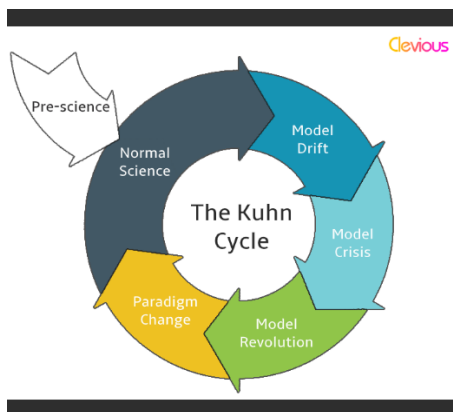 Clevious
Pre-science
Normal
Science
Model
Drift
Model
Crisis
The Kuhn
Cycle
Paradigm
Change
Model
Revolution